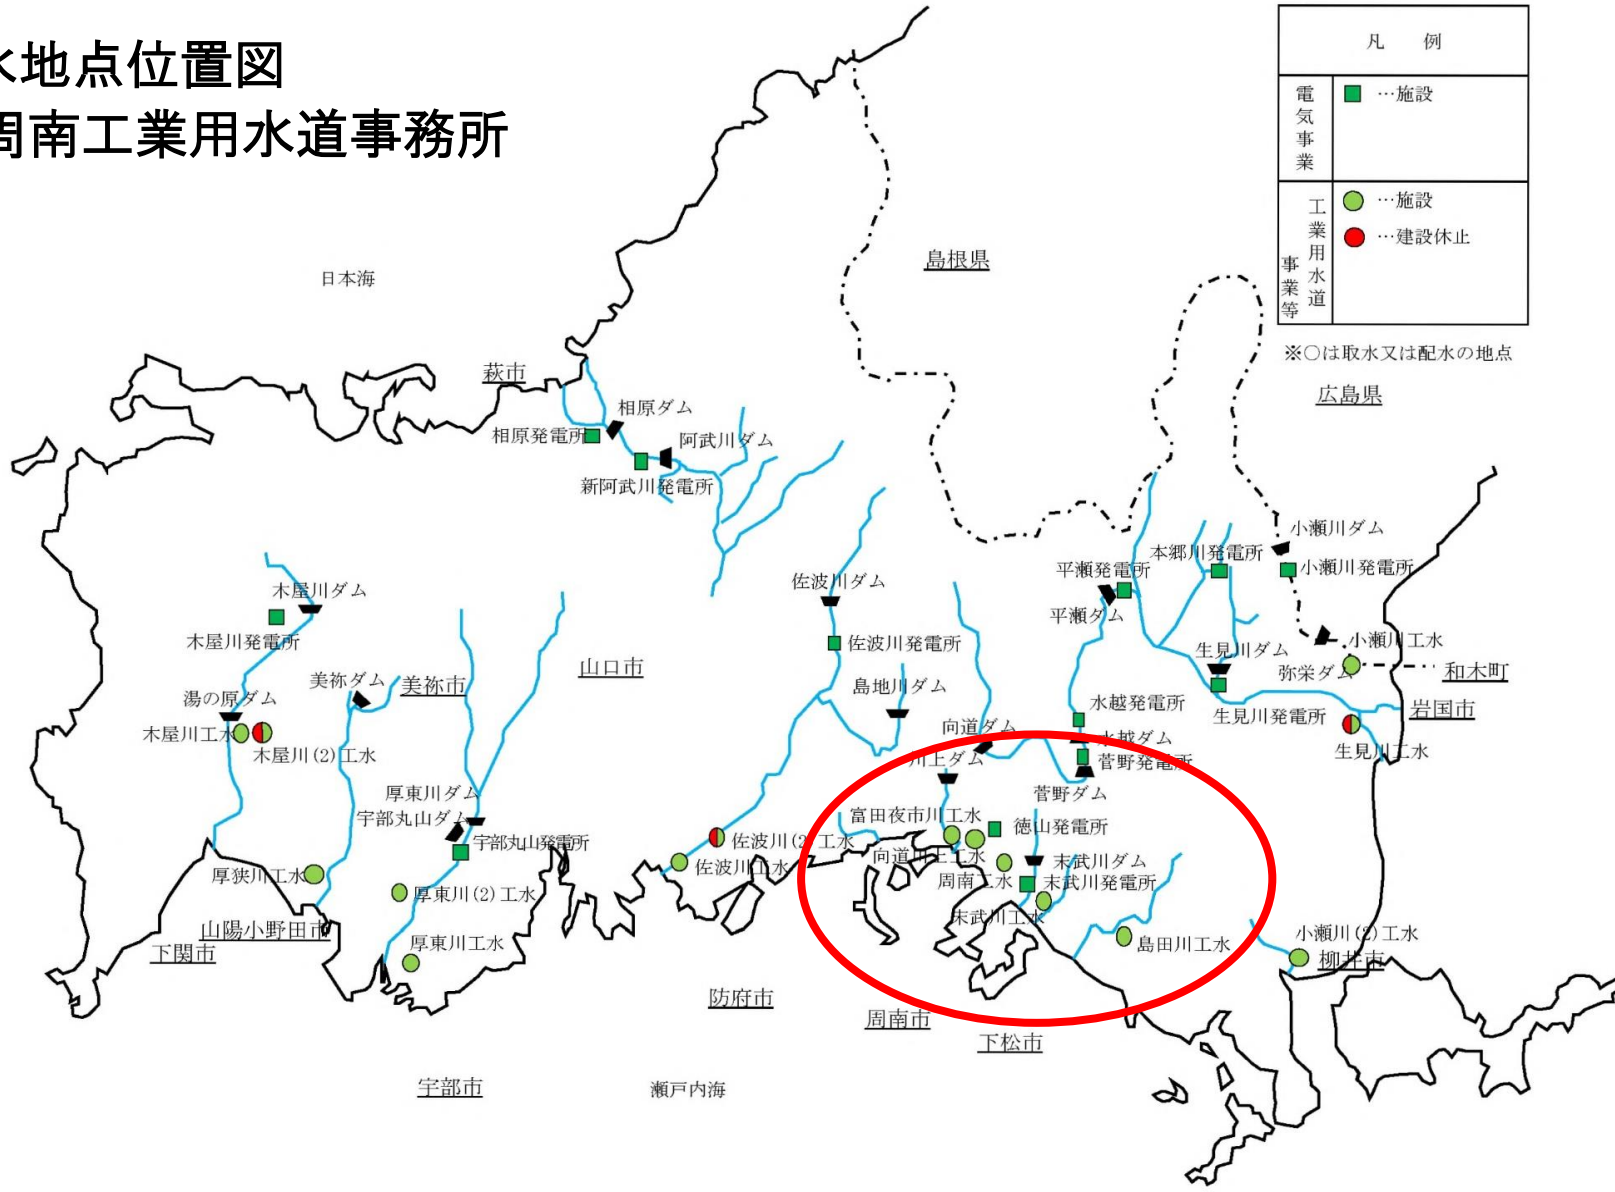 水地点位置図
周南工業用水道事務所
凡 例
電気事業
…施設
工業用水道事業等
…施設
…建設休止
※○は取水又は配水の地点
島根県
日本海
広島県
萩市
相原ダム
相原発電所
阿武川ダム
新阿武川発電所
小瀬川ダム
本郷川発電所
小瀬川発電所
平瀬発電所
佐波川ダム
木屋川ダム
平瀬ダム
木屋川発電所
佐波川発電所
小瀬川工水
生見川ダム
山口市
弥栄ダム
和木町
美祢ダム
美祢市
島地川ダム
湯の原ダム
水越発電所
生見川発電所
岩国市
木屋川工水
向道ダム
水越ダム
木屋川(2)工水
川上ダム
菅野発電所
生見川工水
厚東川ダム
菅野ダム
宇部丸山ダム
富田夜市川工水
徳山発電所
宇部丸山発電所
佐波川(2)工水
向道川上工水
末武川ダム
佐波川工水
厚狭川工水
周南工水
末武川発電所
厚東川(2)工水
末武川工水
山陽小野田市
小瀬川(2)工水
厚東川工水
島田川工水
下関市
柳井市
防府市
周南市
下松市
宇部市
瀬戸内海